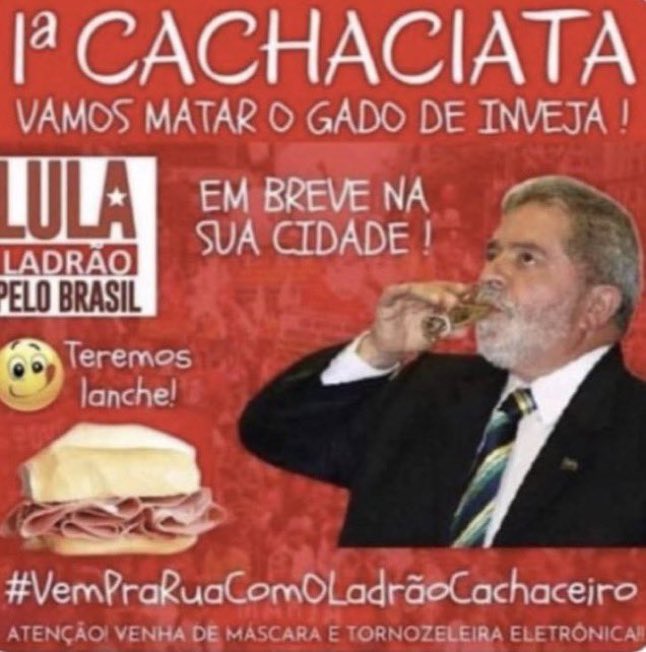 1ª CACHACIATA
VAMOS MATAR O GADO DE INVEJA !
LULA
LADRÃO
PELO BRASIL
EM BREVE NA
SUA CIDADE !
Teremos
lanche!
#VemPraRuaComOLadrãoCachaceiro
ATENÇÃO! VENHA DE MÁSCARA E TORNOZELEIRA ELETRÔNICA!!